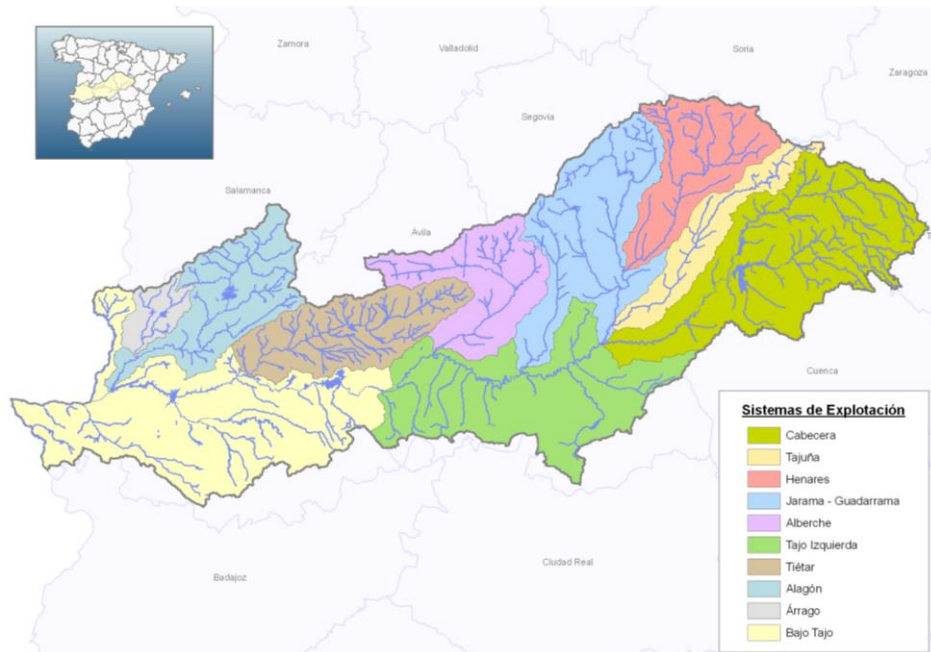 Zamora
Valladolid
Soria
Zaragoza
Segovia
Salamanca
Ávila
Cuenca
Sistemas de Explotación
Cabecera
Tajuña
Henares
Jarama - Guadarrama
Alberche
Tajo Izquierda
Tiétar
Alagón
Árrago
Bajo Tajo
Ciudad Real
Badajoz